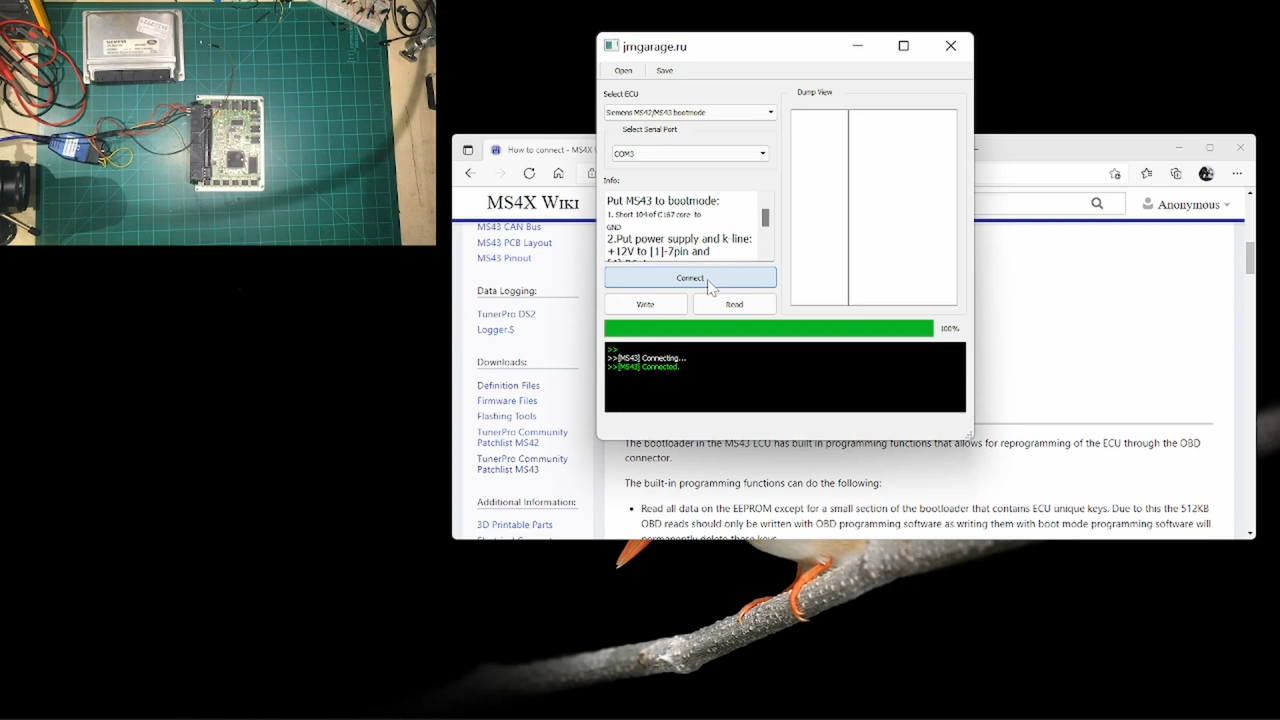 SIEMENS
jmgarage.ru
Open Save
Select ECU
Siemens MS42/MS43 bootmode
Select Serial Port
COM3
Info:
Put MS43 to bootmode:
1. Short 104 of C167 core to
GND
2.Put power supply and k-line:
+12V to [1]-7pin and
Connect
Write Read
100%
>>
>>[MS43] Connecting...
>>[MS43] Connected.
Dump View
How to connect - MS4X
MS4X Wiki
Anonymous
MS43 CAN Bus
MS43 PCB Layout
MS43 Pinout
Data Logging:
TunerPro DS2
Logger.S
Downloads:
Definition Files
Firmware Files
Flashing Tools
TunerPro Community
Patchlist MS42
TunerPro Community
Patchlist MS43
Additional Information:
3D Printable Parts
The bootloader in the MS43 ECU has built in programming functions that allows for reprogramming of the ECU through the OBD
connector.
The built-in programming functions can do the following:
• Read all data on the EEPROM except for a small section of the bootloader that contains ECU unique keys. Due to this the 512KB
OBD reads should only be written with OBD programming software as writing them with boot mode programming software will
permanently delete these keys